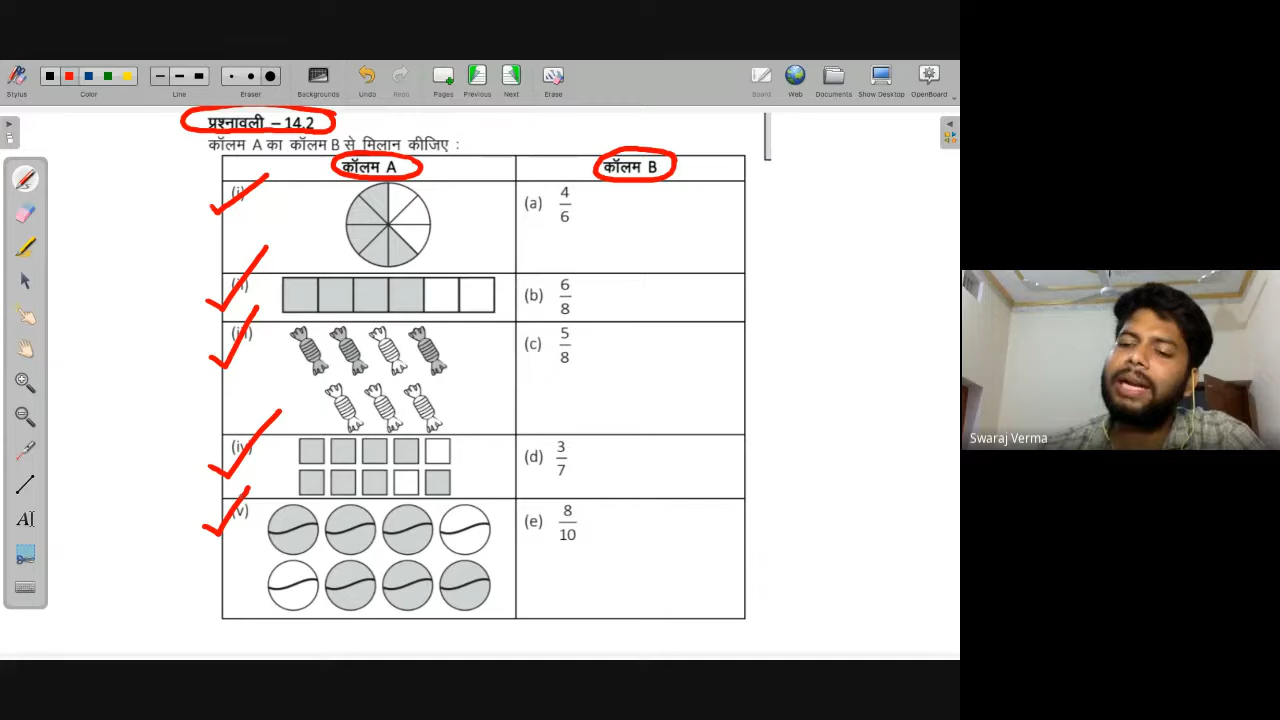 Stylus
Color
Line
Eraser
Backgrounds
Undo
Redo
Pages
Previous
Next
Erase
Board
Web
Documents
Show Desktop
OpenBoard
प्रश्नावली – 14.2
कॉलम A का कॉलम B से मिलान कीजिए :
कॉलम A
कॉलम B
(i)
(a) 4/6
(ii)
(b) 6/8
(iii)
(c) 5/8
(iv)
(d) 3/7
(v)
(e) 8/10
Swaraj Verma